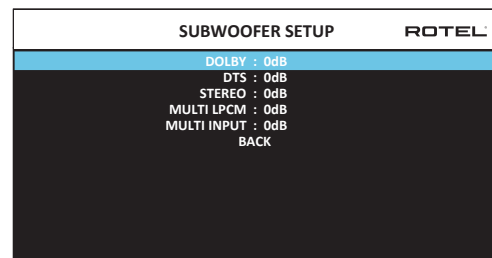 SUBWOOFER SETUP ROTEL
DOLBY : 0dB
DTS : 0dB
STEREO : 0dB
MULTI LPCM : 0dB
MULTI INPUT : 0dB
BACK